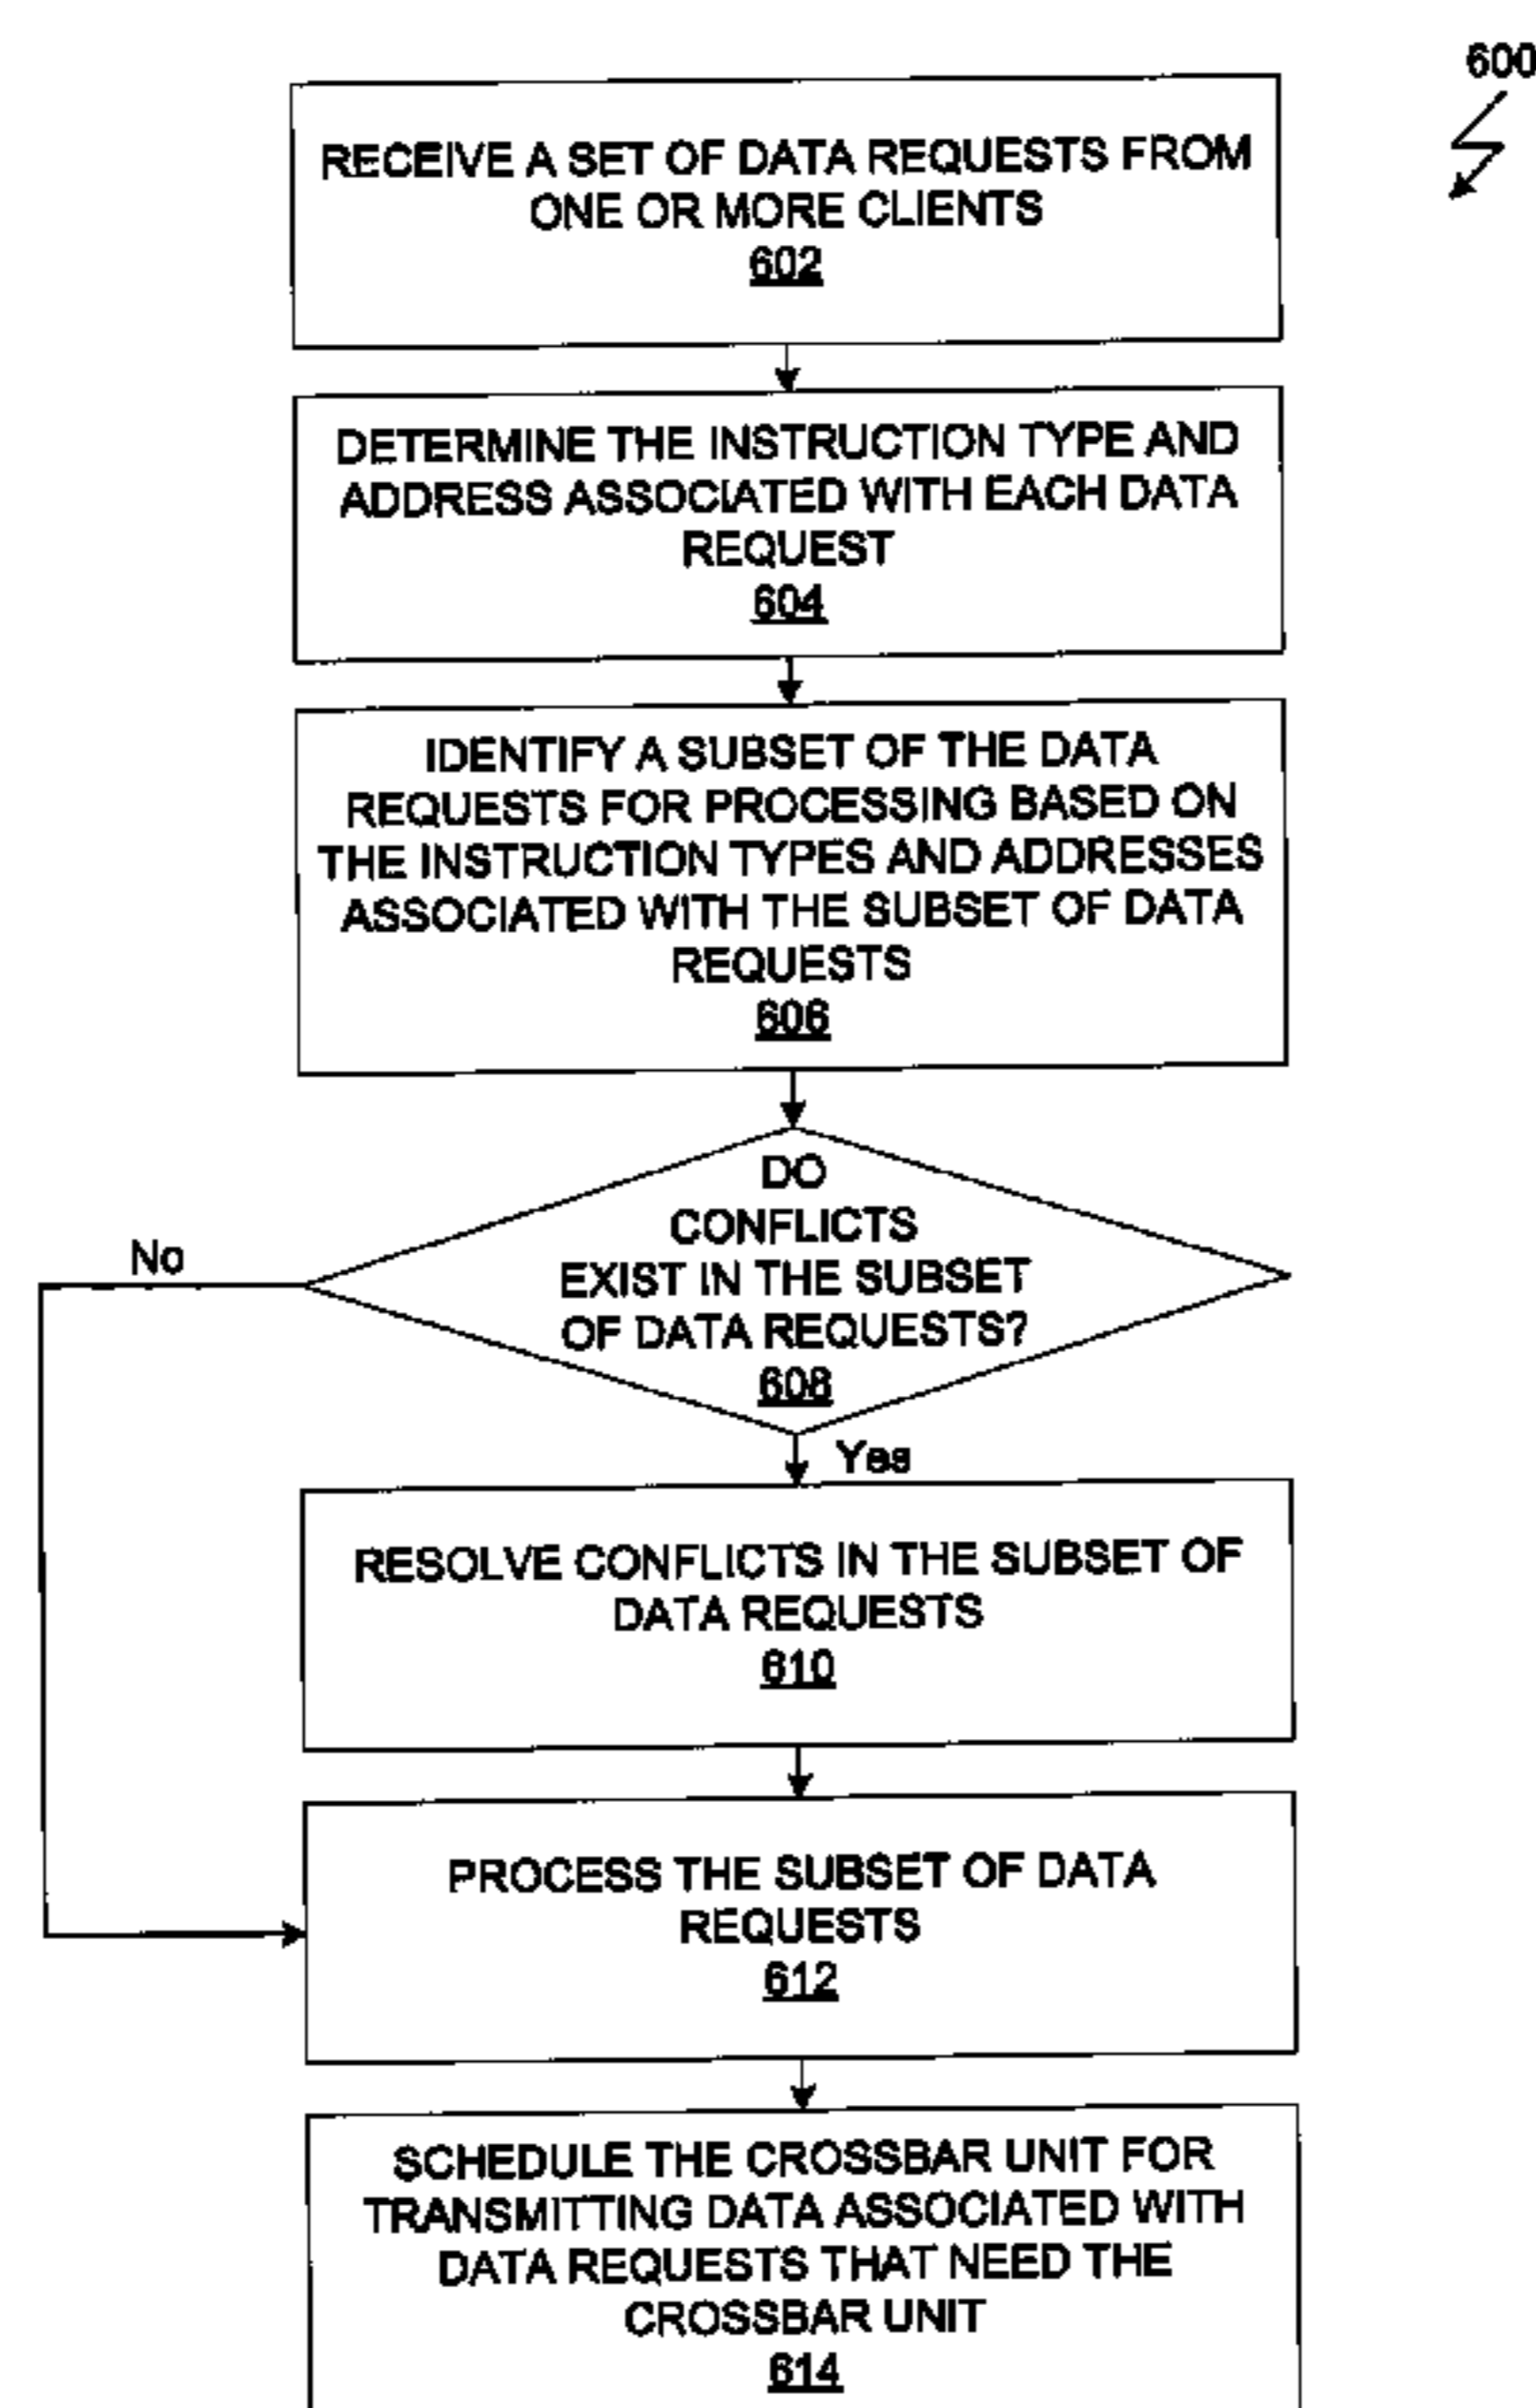 600
RECEIVE A SET OF DATA REQUESTS FROM
ONE OR MORE CLIENTS
602
DETERMINE THE INSTRUCTION TYPE AND
ADDRESS ASSOCIATED WITH EACH DATA
REQUEST
604
IDENTIFY A SUBSET OF THE DATA
REQUESTS FOR PROCESSING BASED ON
THE INSTRUCTION TYPES AND ADDRESSES
ASSOCIATED WITH THE SUBSET OF DATA
REQUESTS
606
DO
CONFLICTS
EXIST IN THE SUBSET
OF DATA REQUESTS?
608
No
Yes
RESOLVE CONFLICTS IN THE SUBSET OF
DATA REQUESTS
610
PROCESS THE SUBSET OF DATA
REQUESTS
612
SCHEDULE THE CROSSBAR UNIT FOR
TRANSMITTING DATA ASSOCIATED WITH
DATA REQUESTS THAT NEED THE
CROSSBAR UNIT
614